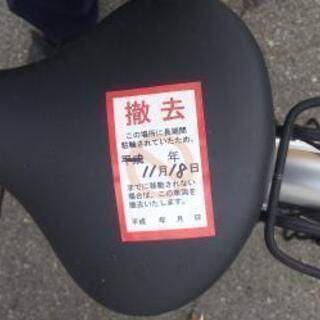 撤去
この場所に長期間
駐輪されていたため、
平成 年
11月18日
までに移動されない
場合は、この車両を
撤去いたします。
平成 年 月 日